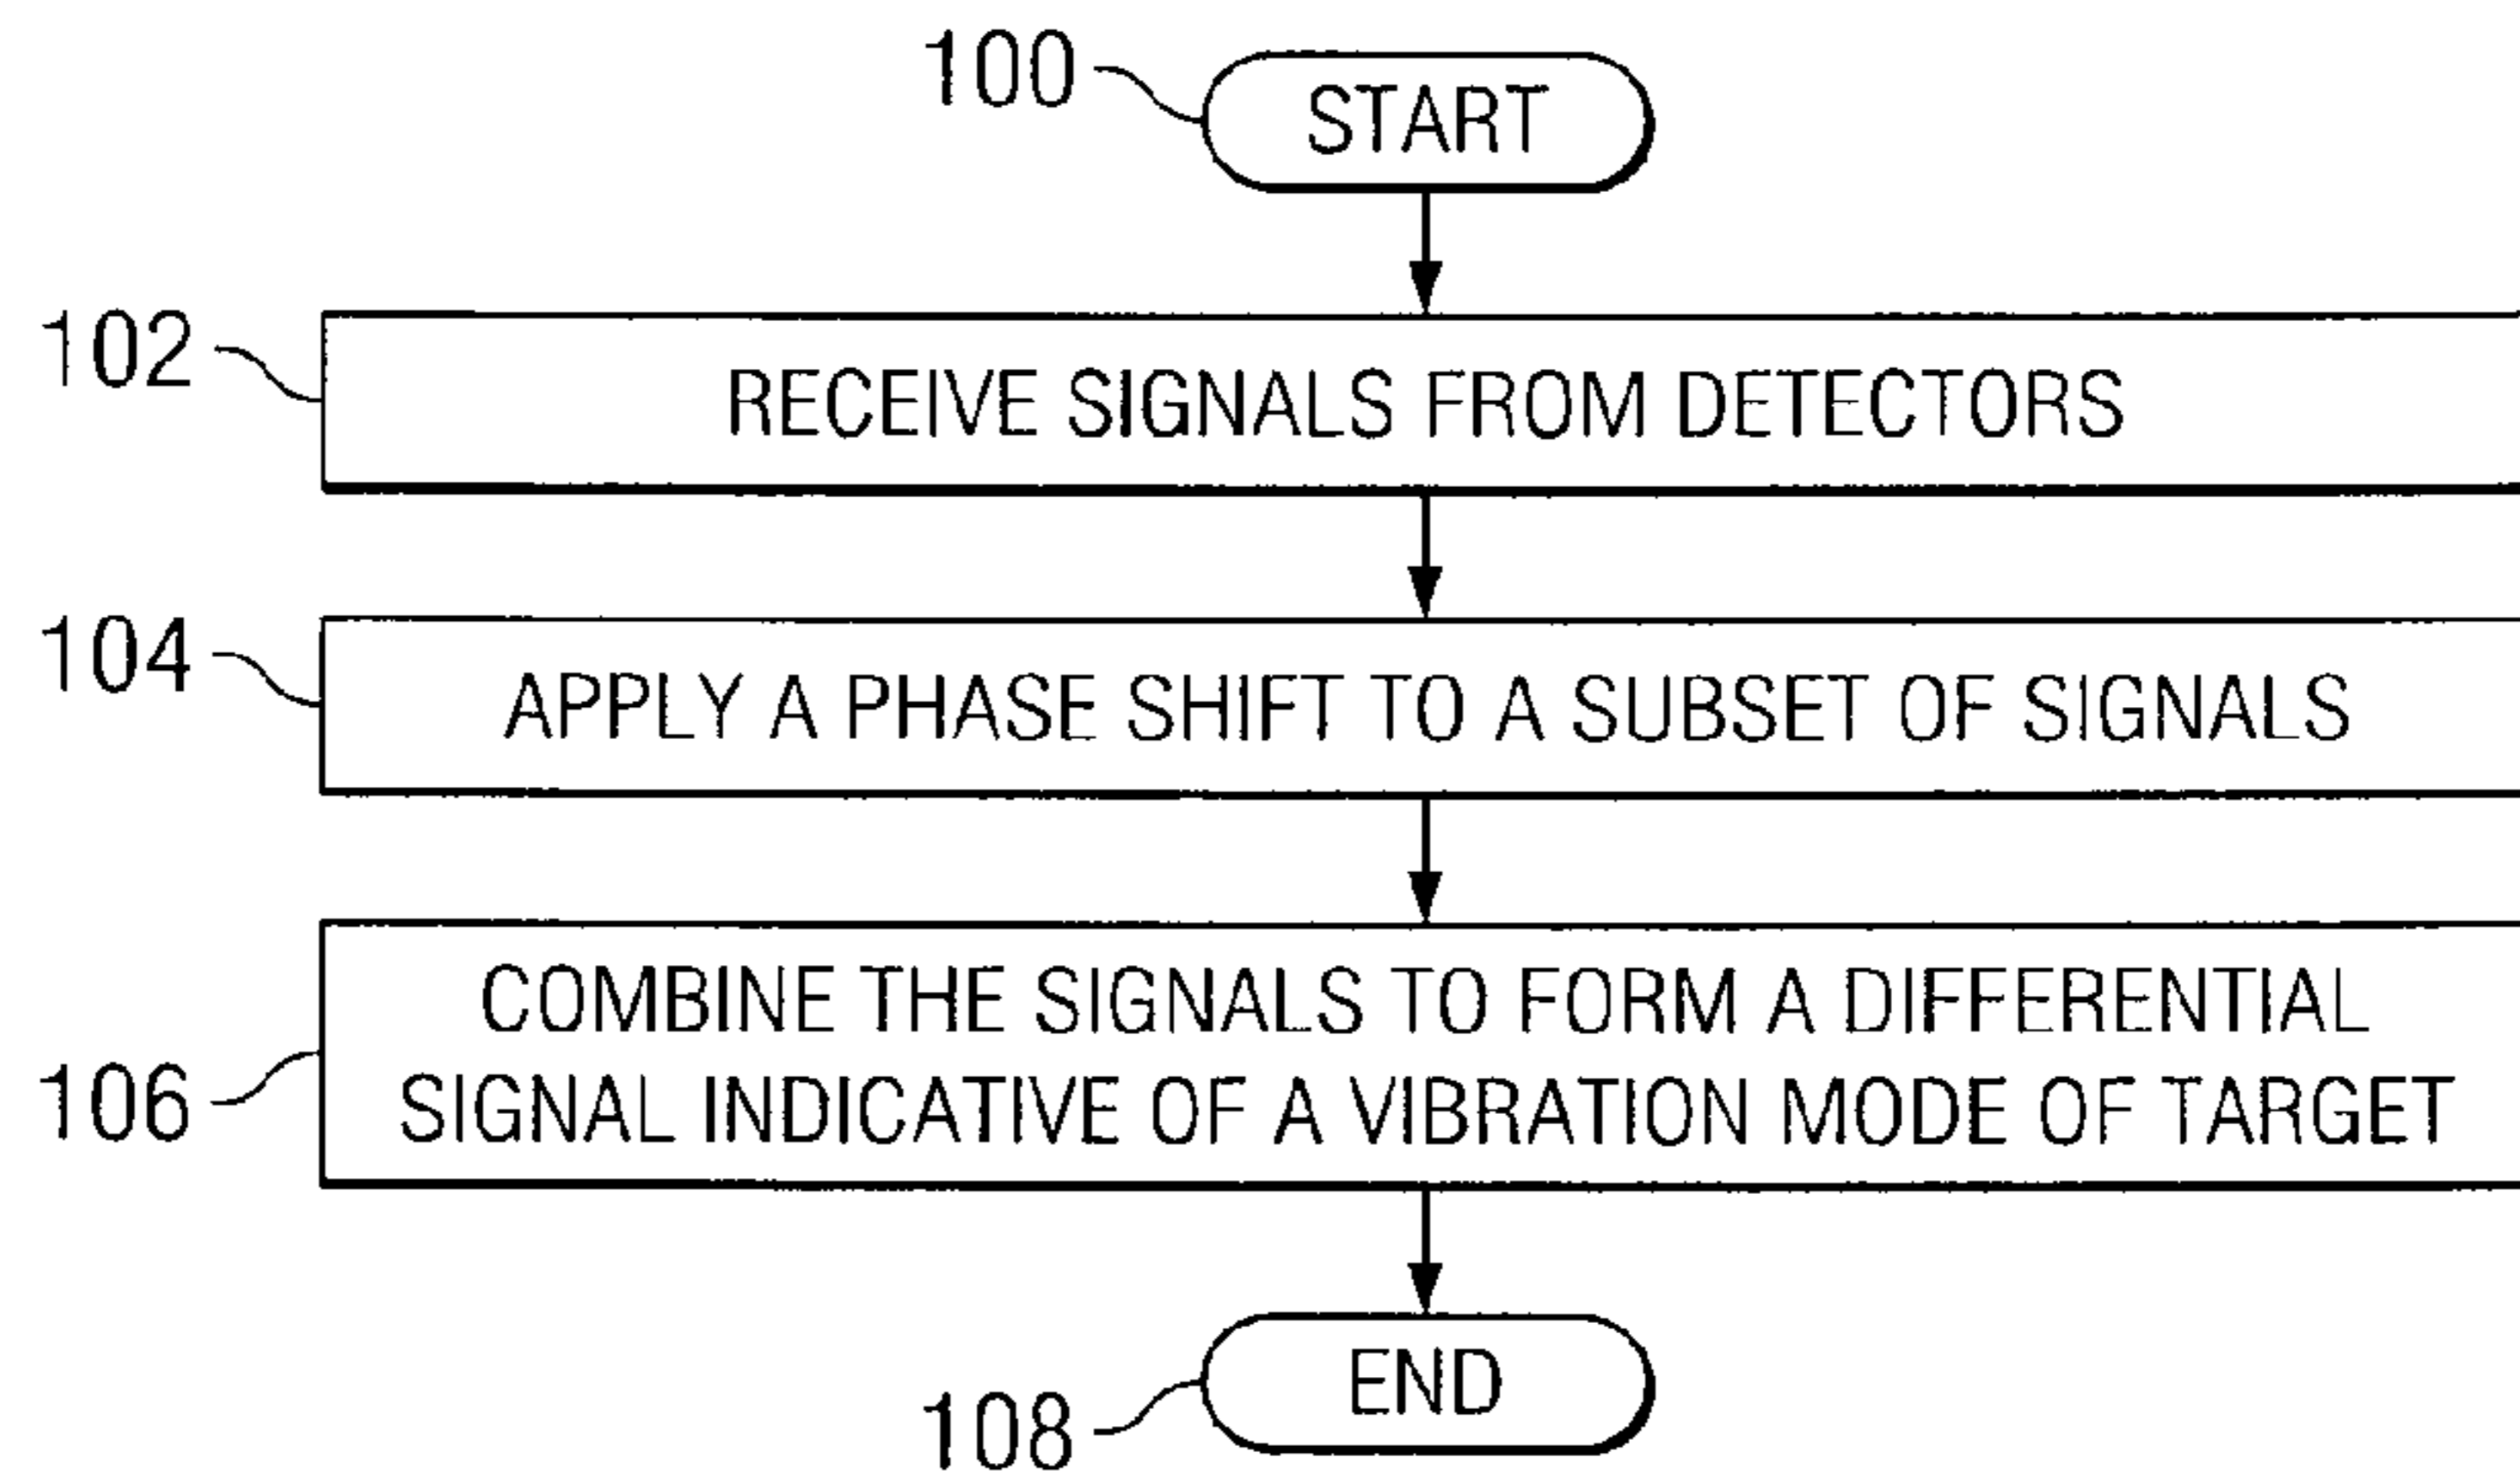 100
START
102
RECEIVE SIGNALS FROM DETECTORS
104
APPLY A PHASE SHIFT TO A SUBSET OF SIGNALS
COMBINE THE SIGNALS TO FORM A DIFFERENTIAL
106
SIGNAL INDICATIVE OF A VIBRATION MODE OF TARGET
END
108